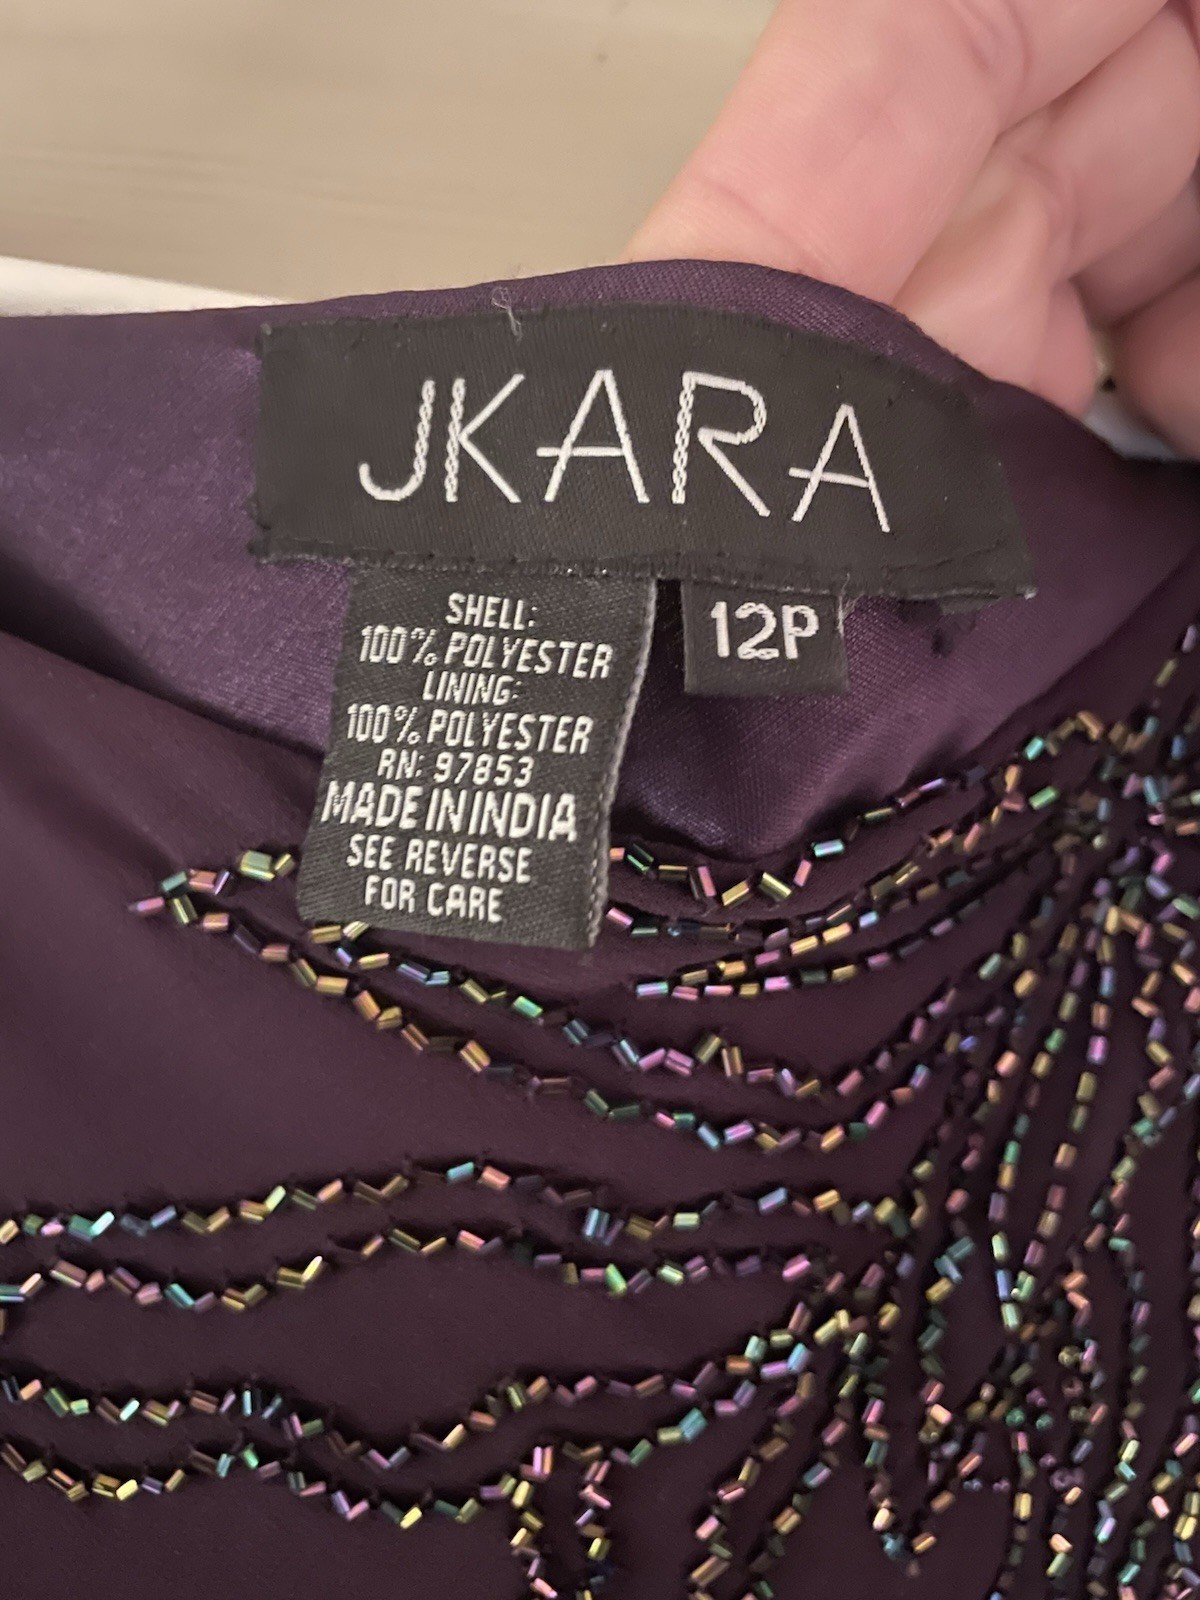 JKARA
12P
SHELL:
100% POLYESTER
LINING:
100% POLYESTER
RN: 97853
MADE IN INDIA
SEE REVERSE
FOR CARE